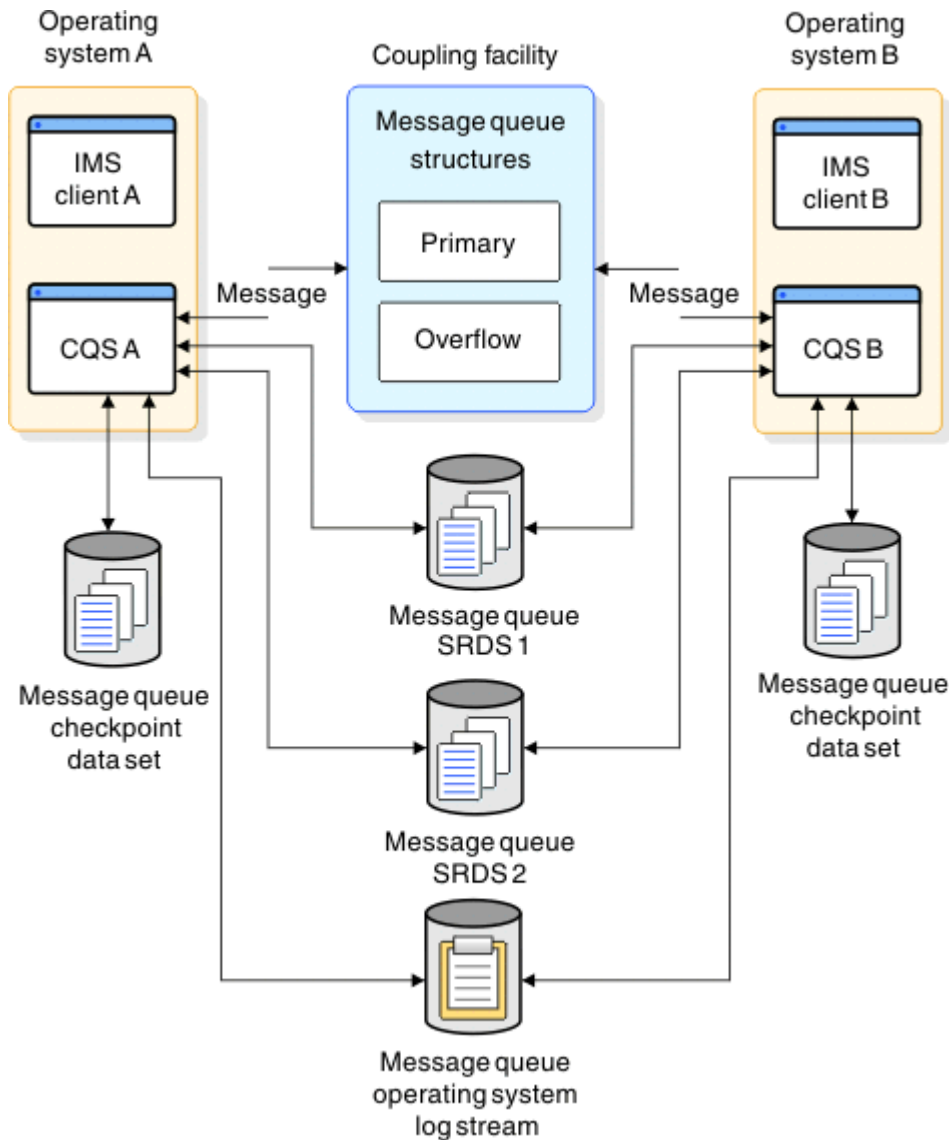 Operating
system A
Coupling facility
Operating
system B
IMS
client A
Message queue
structures
IMS
client B
Primary
Message
Message
CQS A
Overflow
CQS B
Message queue
SRDS 1
Message queue
checkpoint
data set
Message queue
checkpoint
data set
Message queue
SRDS 2
Message queue
operating system
log stream